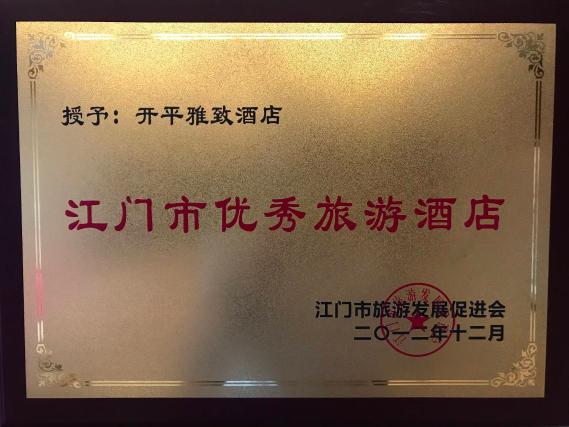 授予：开平雅致酒店
江门市优秀旅游酒店
江门市旅游发展促进会
二〇一二年十二月